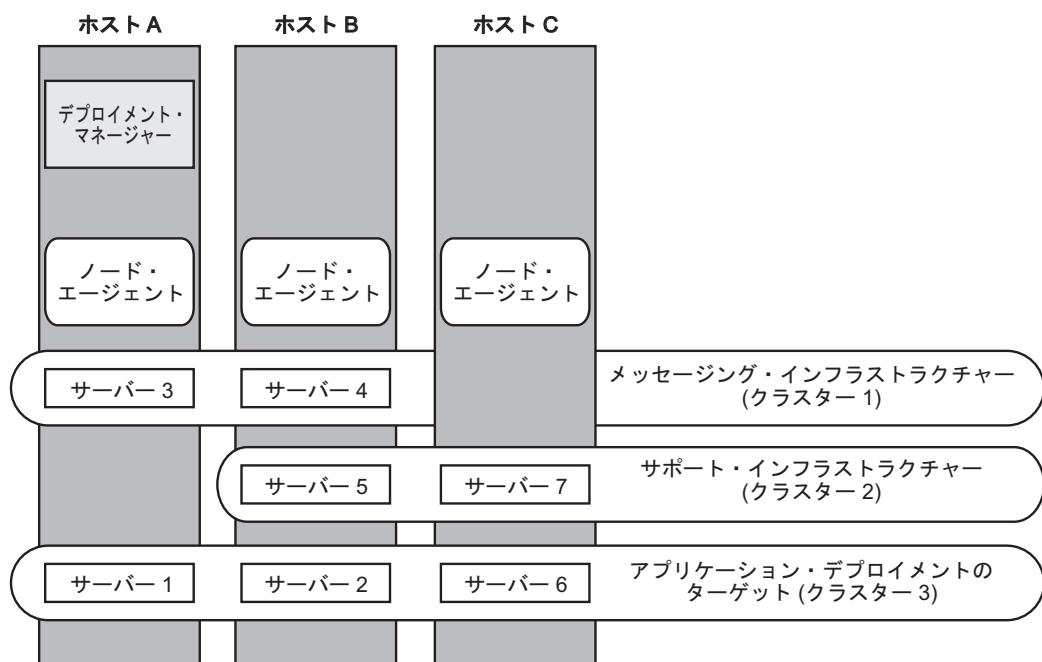 ホスト A
ホスト B
ホスト C
デプロイメント・
マネージャー
ノード・
エージェント
ノード・
エージェント
ノード・
エージェント
サーバー 3
サーバー 4
メッセージング・インフラストラクチャー
(クラスター 1)
サーバー 5
サーバー 7
サポート・インフラストラクチャー
(クラスター 2)
サーバー 1
サーバー 2
サーバー 6
アプリケーション・デプロイメントの
ターゲット (クラスター 3)